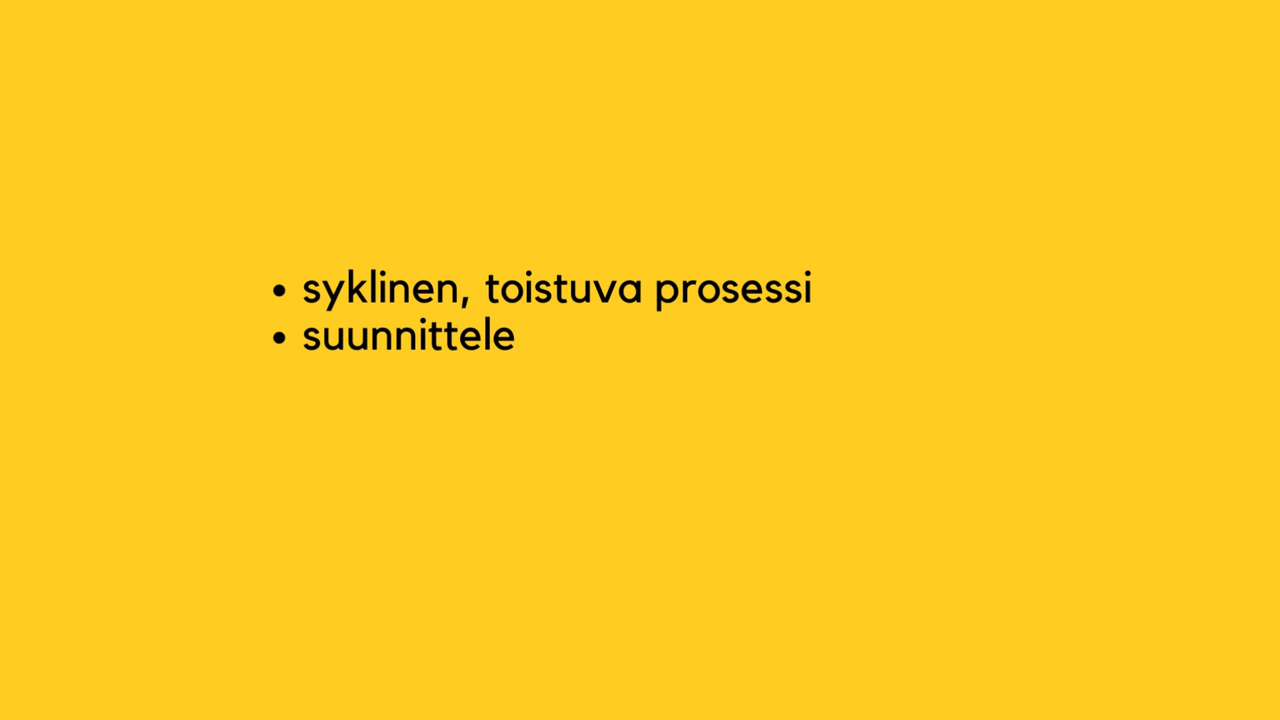 • syklinen, toistuva prosessi
• suunnittele